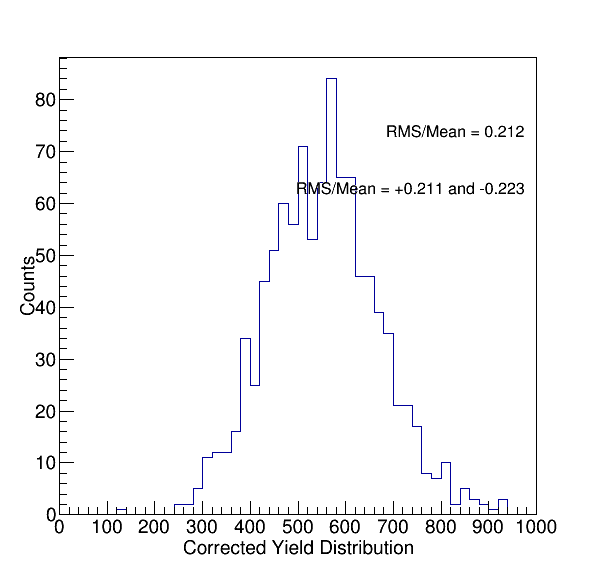 80
RMS/Mean = 0.212
70
RMS/Mean = +0.211 and -0.223
60
50
Counts
40
30
20
10
0
0 100 200 300 400 500 600 700 800 900 1000
Corrected Yield Distribution